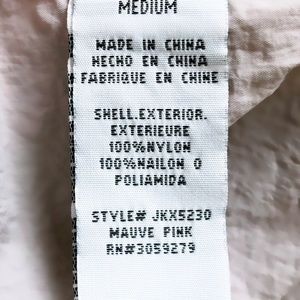 MEDIUM
MADE IN CHINA
HECHO EN CHINA
FABRIQUE EN CHINE
SHELL.EXTERIOR.
EXTERIEURE
100%NYLON
100%NAILON O
POLIAMIDA
STYLE# JKX5230
MAUVE PINK
RN#3059279